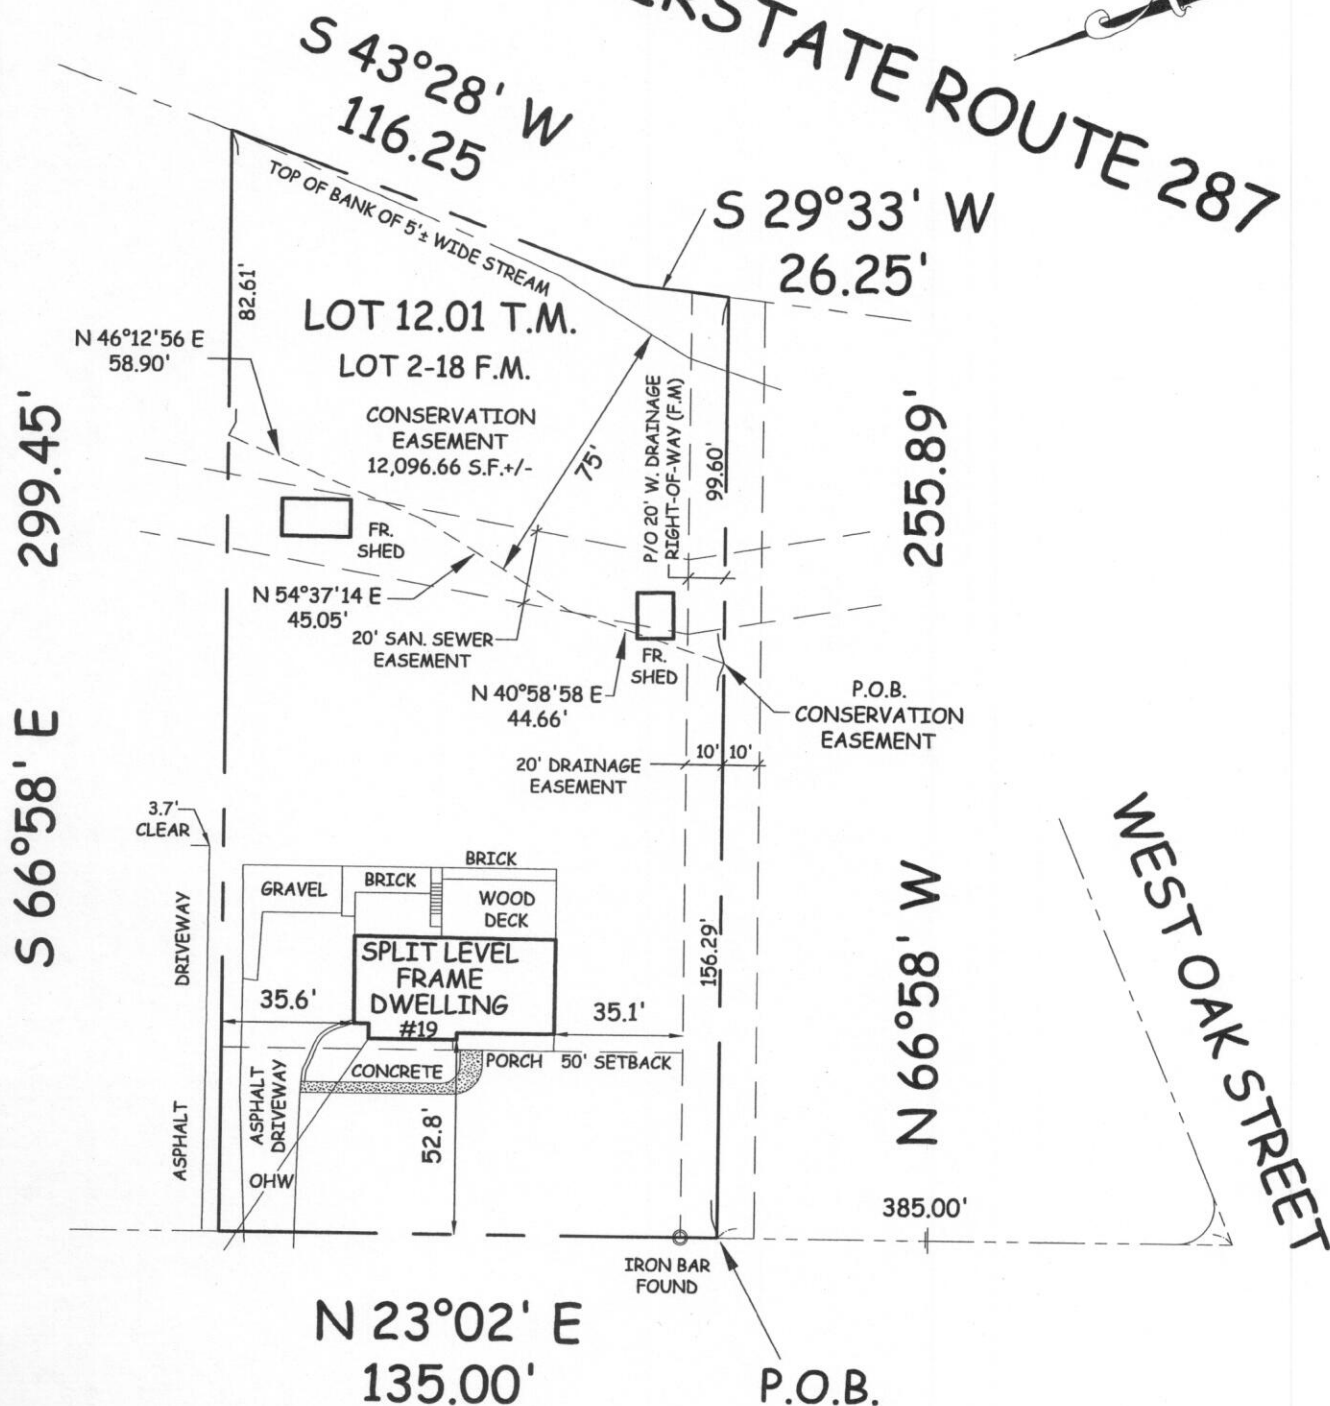 ERSTATE ROUTE 287
S 43°28' W
116.25
TOP OF BANK OF 5'± WIDE STREAM
S 29°33' W
26.25'
82.61'
LOT 12.01 T.M.
LOT 2-18 F.M.
N 46°12'56 E
58.90'
CONSERVATION
EASEMENT
12,096.66 S.F.+/-
75'
P/O 20' W. DRAINAGE
RIGHT-OF-WAY (F.M)
99.60'
299.45'
255.89'
FR.
SHED
N 54°37'14 E
45.05'
20' SAN. SEWER
EASEMENT
FR.
SHED
N 40°58'58 E
44.66'
P.O.B.
CONSERVATION
EASEMENT
S 66°58' E
20' DRAINAGE
EASEMENT
10' 10'
3.7'
CLEAR
WEST OAK STREET
BRICK
GRAVEL
BRICK
WOOD
DECK
DRIVEWAY
SPLIT LEVEL
FRAME
DWELLING
#19
35.6'
35.1'
156.29'
N 66°58' W
PORCH 50' SETBACK
CONCRETE
ASPHALT
DRIVEWAY
ASPHALT
52.8'
OHW
385.00'
IRON BAR
FOUND
N 23°02' E
135.00'
P.O.B.